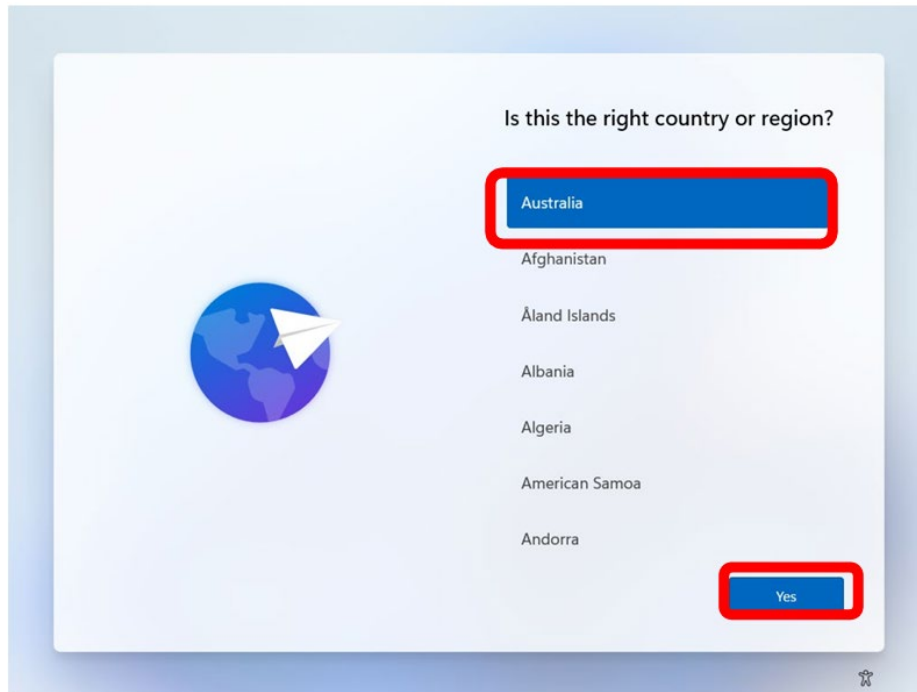 Is this the right country or region?
Australia
Afghanistan
Åland Islands
Albania
Algeria
American Samoa
Andorra
Yes